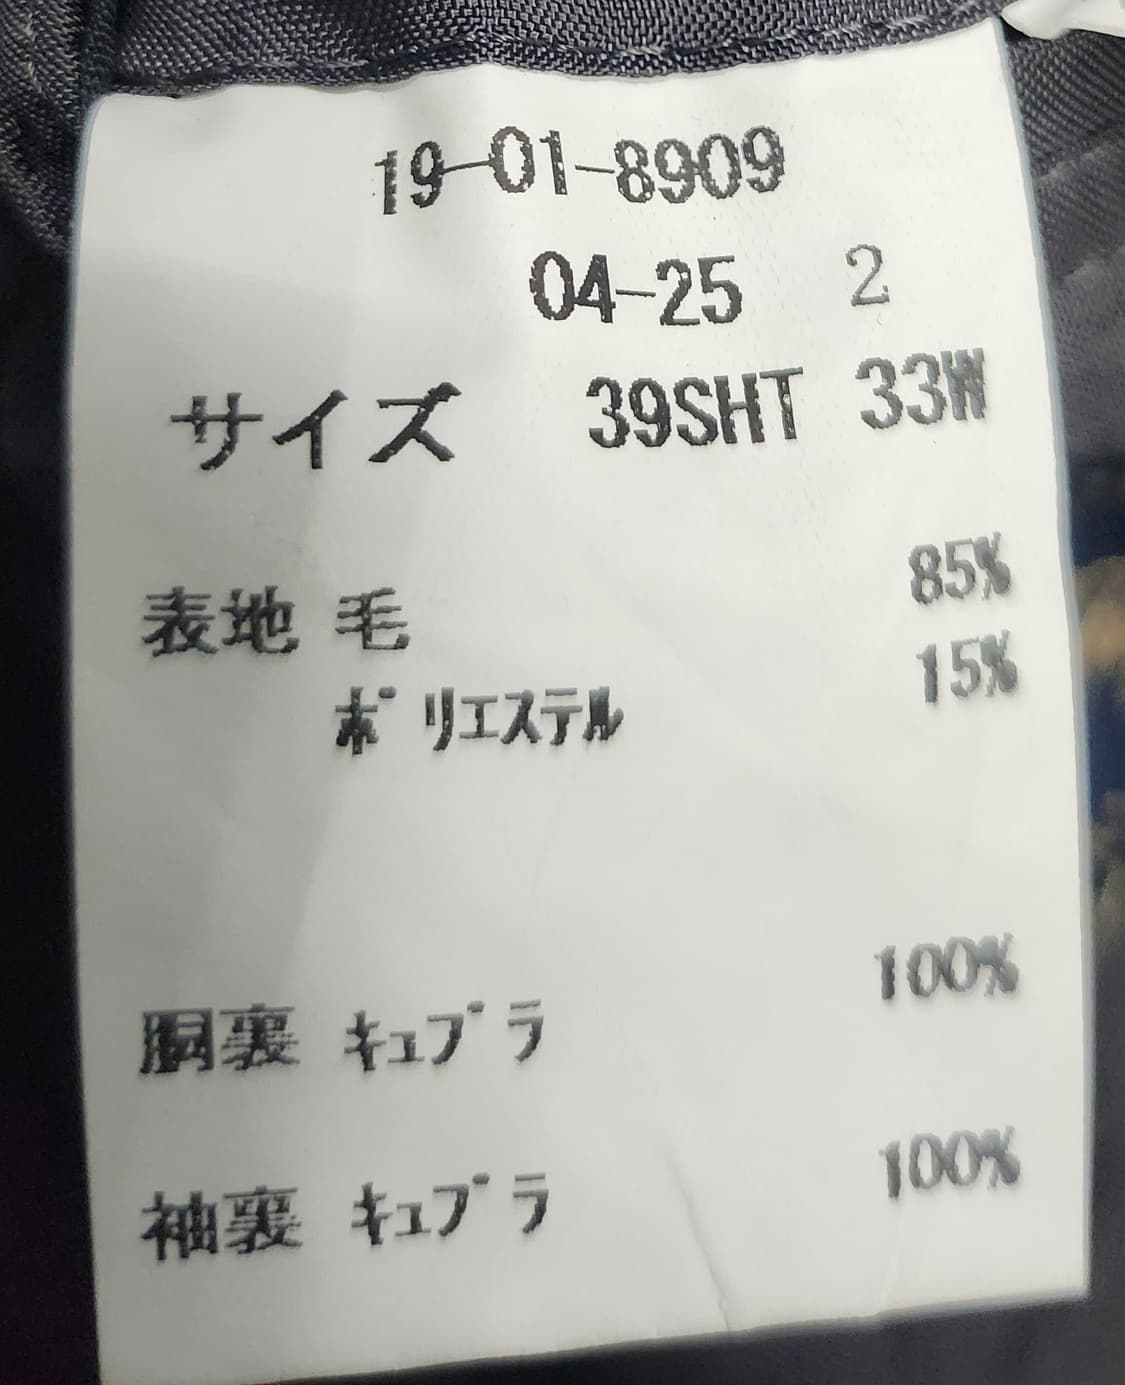 19-01-8909
04-25 2
サイズ 39SHT 33W
表地 毛 85%
ﾎﾟﾘｴｽﾃﾙ 15%
胴裏 ｷｭﾌﾟﾗ 100%
袖裏 ｷｭﾌﾟﾗ 100%